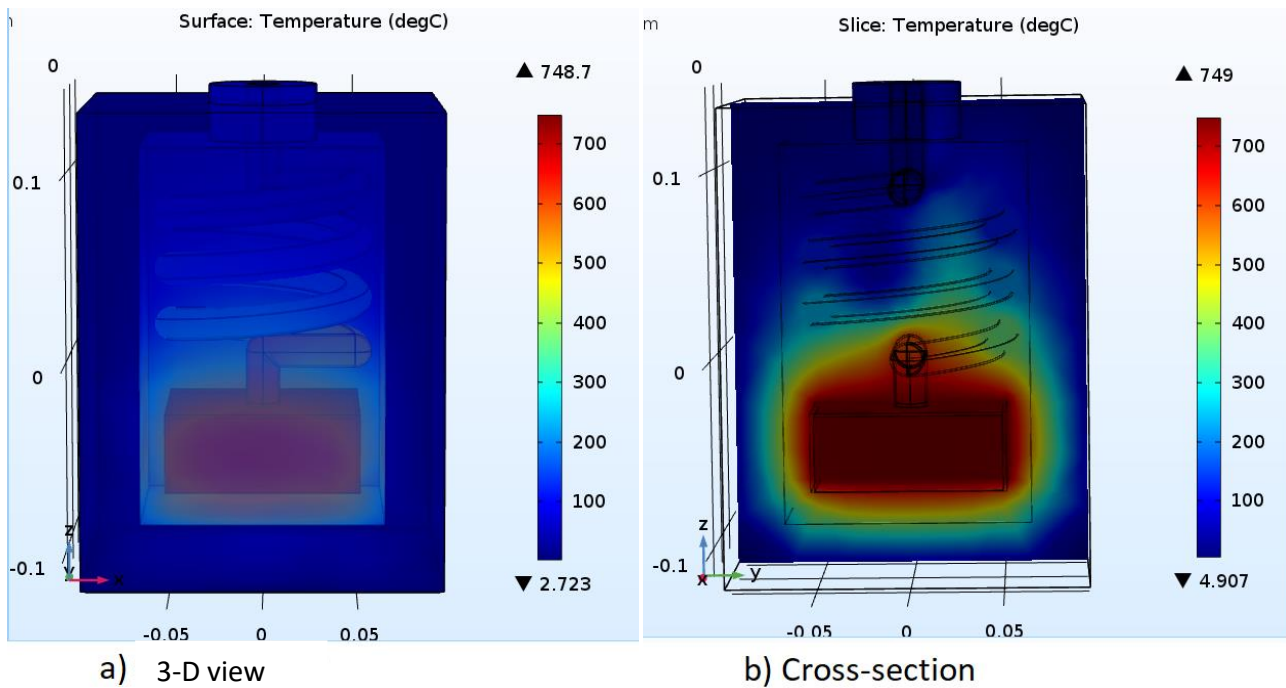 m
Surface: Temperature (degC)
0
0.1
0
-0.1
z
y
x
-0.05
0
0.05
▲ 748.7
700
600
500
400
300
200
100
▼ 2.723
a) 3-D view
m
Slice: Temperature (degC)
0
0.1
0
-0.1
z
x
y
-0.05
0
0.05
▲ 749
700
600
500
400
300
200
100
▼ 4.907
b) Cross-section